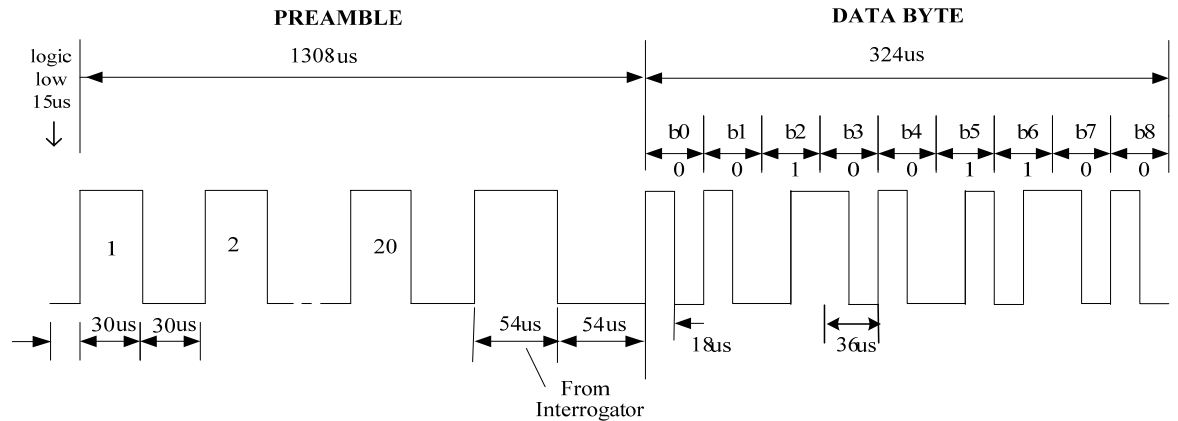 PREAMBLE
DATA BYTE
1308us
324us
logic
low
15us
b0 b1 b2 b3 b4 b5 b6 b7 b8
0 0 1 0 0 1 1 0 0
1 2 20
30us 30us 54us 54us 18us 36us
From
Interrogator